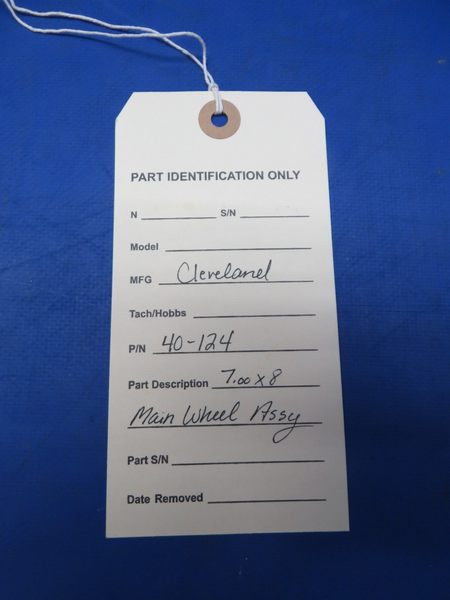 PART IDENTIFICATION ONLY
N S/N
Model
MFG Cleveland
Tach/Hobbs
P/N 40-124
Part Description 7.00 x 8
Main Wheel Assy
Part S/N
Date Removed